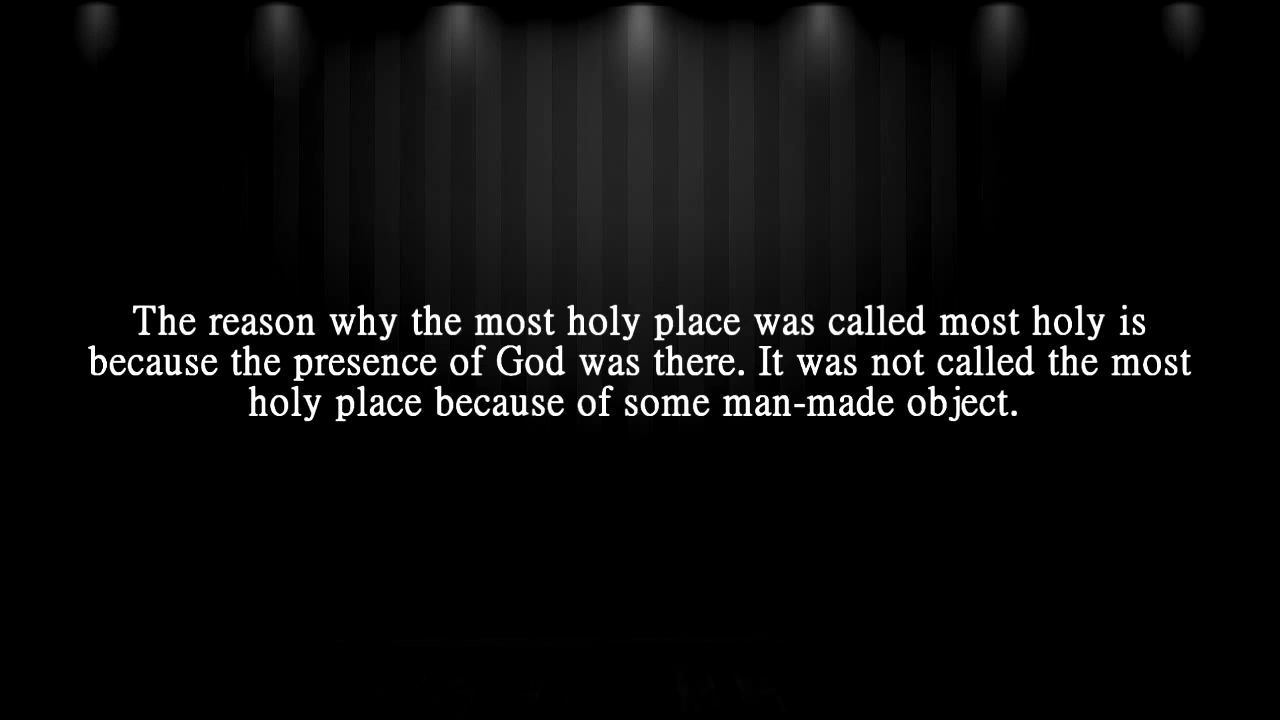 The reason why the most holy place was called most holy is
because the presence of God was there. It was not called the most
holy place because of some man-made object.